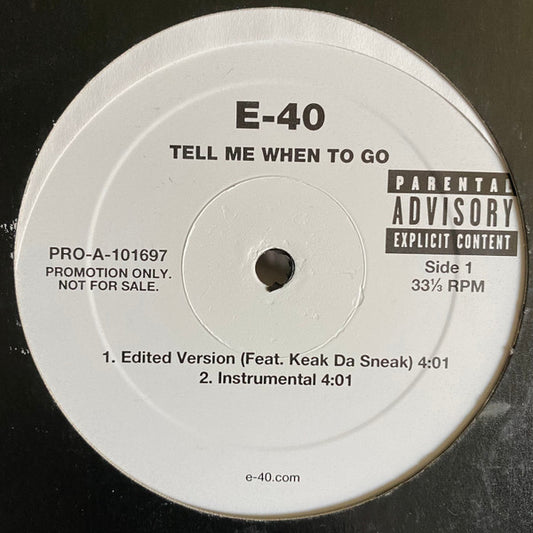 E-40
TELL ME WHEN TO GO
PARENTAL
ADVISORY
EXPLICIT CONTENT
PRO-A-101697
PROMOTION ONLY.
NOT FOR SALE.
Side 1
33⅓ RPM
1. Edited Version (Feat. Keak Da Sneak) 4:01
2. Instrumental 4:01
e-40.com